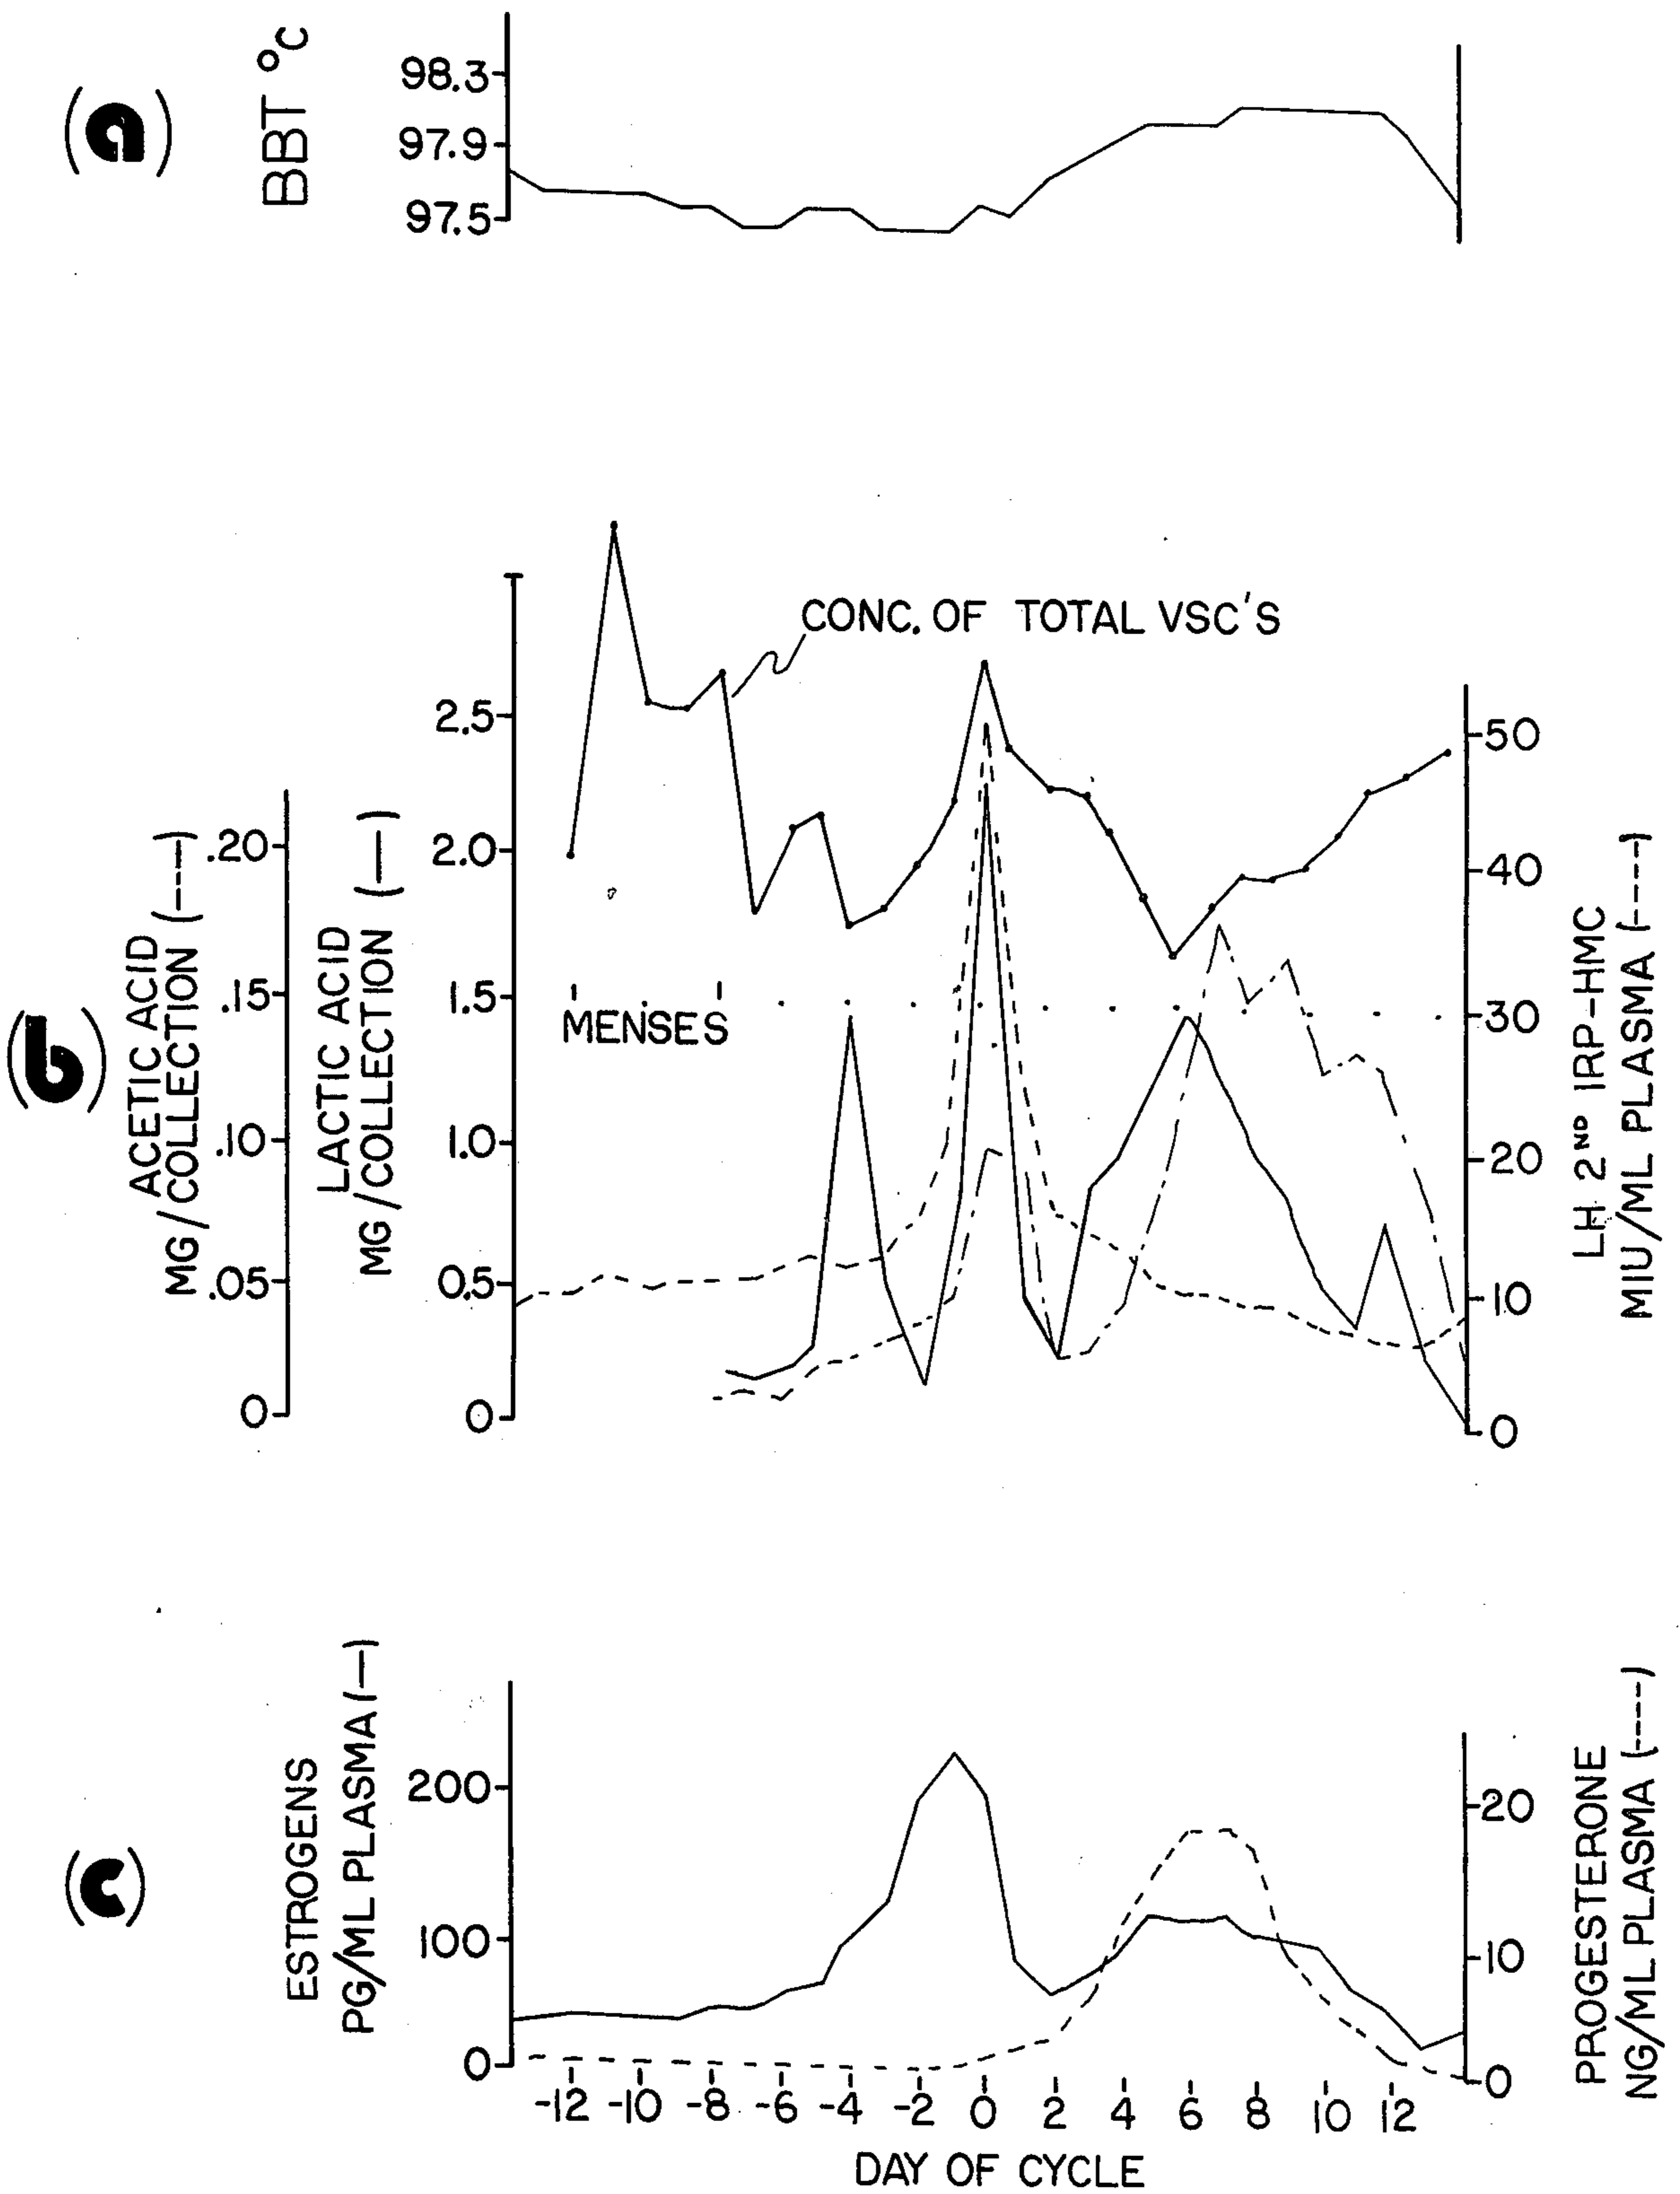 (a)
BBT °C
98.3
97.9
97.5
(b)
ACETIC ACID
MG/COLLECTION (----)
.20
.15
.10
.05
0
LACTIC ACID
MG/COLLECTION (—)
2.5
2.0
1.5
1.0
0.5
0
CONC. OF TOTAL VSC'S
MENSES
50
40
30
20
10
0
LH 2ND IRP-HMC
MIU/ML PLASMA (----)
(c)
ESTROGENS
PG/ML PLASMA (—)
200
100
0
20
10
0
PROGESTERONE
NG/ML PLASMA (----)
-12 -10 -8 -6 -4 -2 0 2 4 6 8 10 12
DAY OF CYCLE